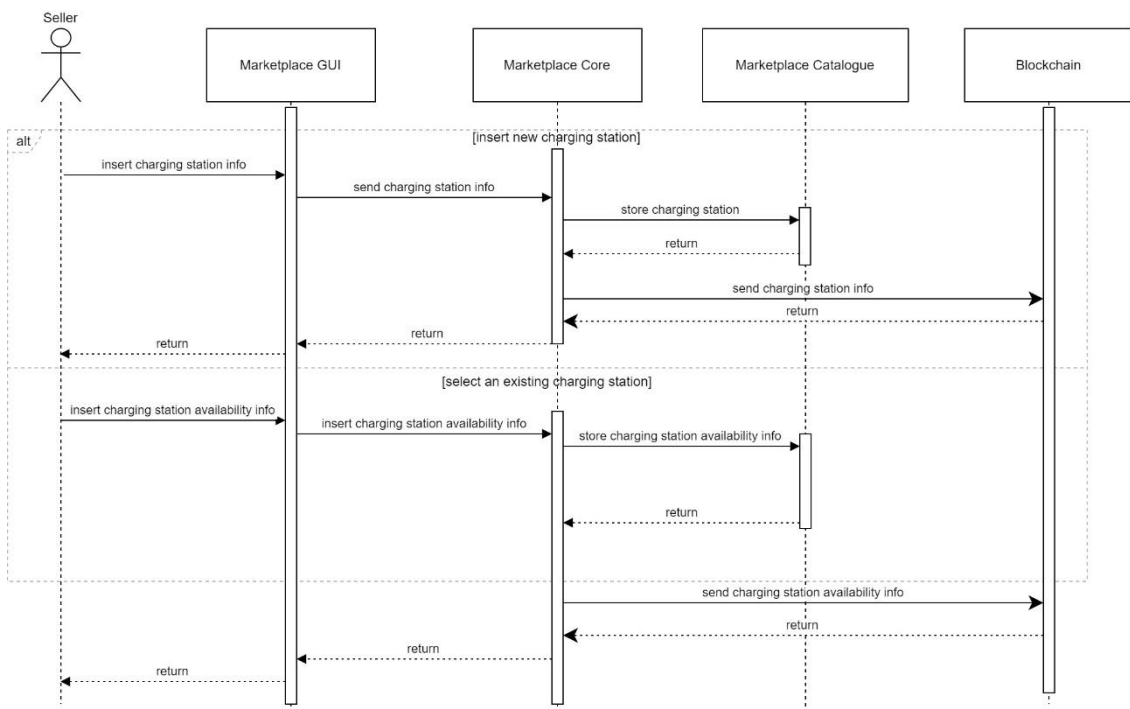 Seller
Marketplace GUI
Marketplace Core
Marketplace Catalogue
Blockchain
alt
[insert new charging station]
insert charging station info
send charging station info
store charging station
return
send charging station info
return
return
return
[select an existing charging station]
insert charging station availability info
insert charging station availability info
store charging station availability info
return
send charging station availability info
return
return
return